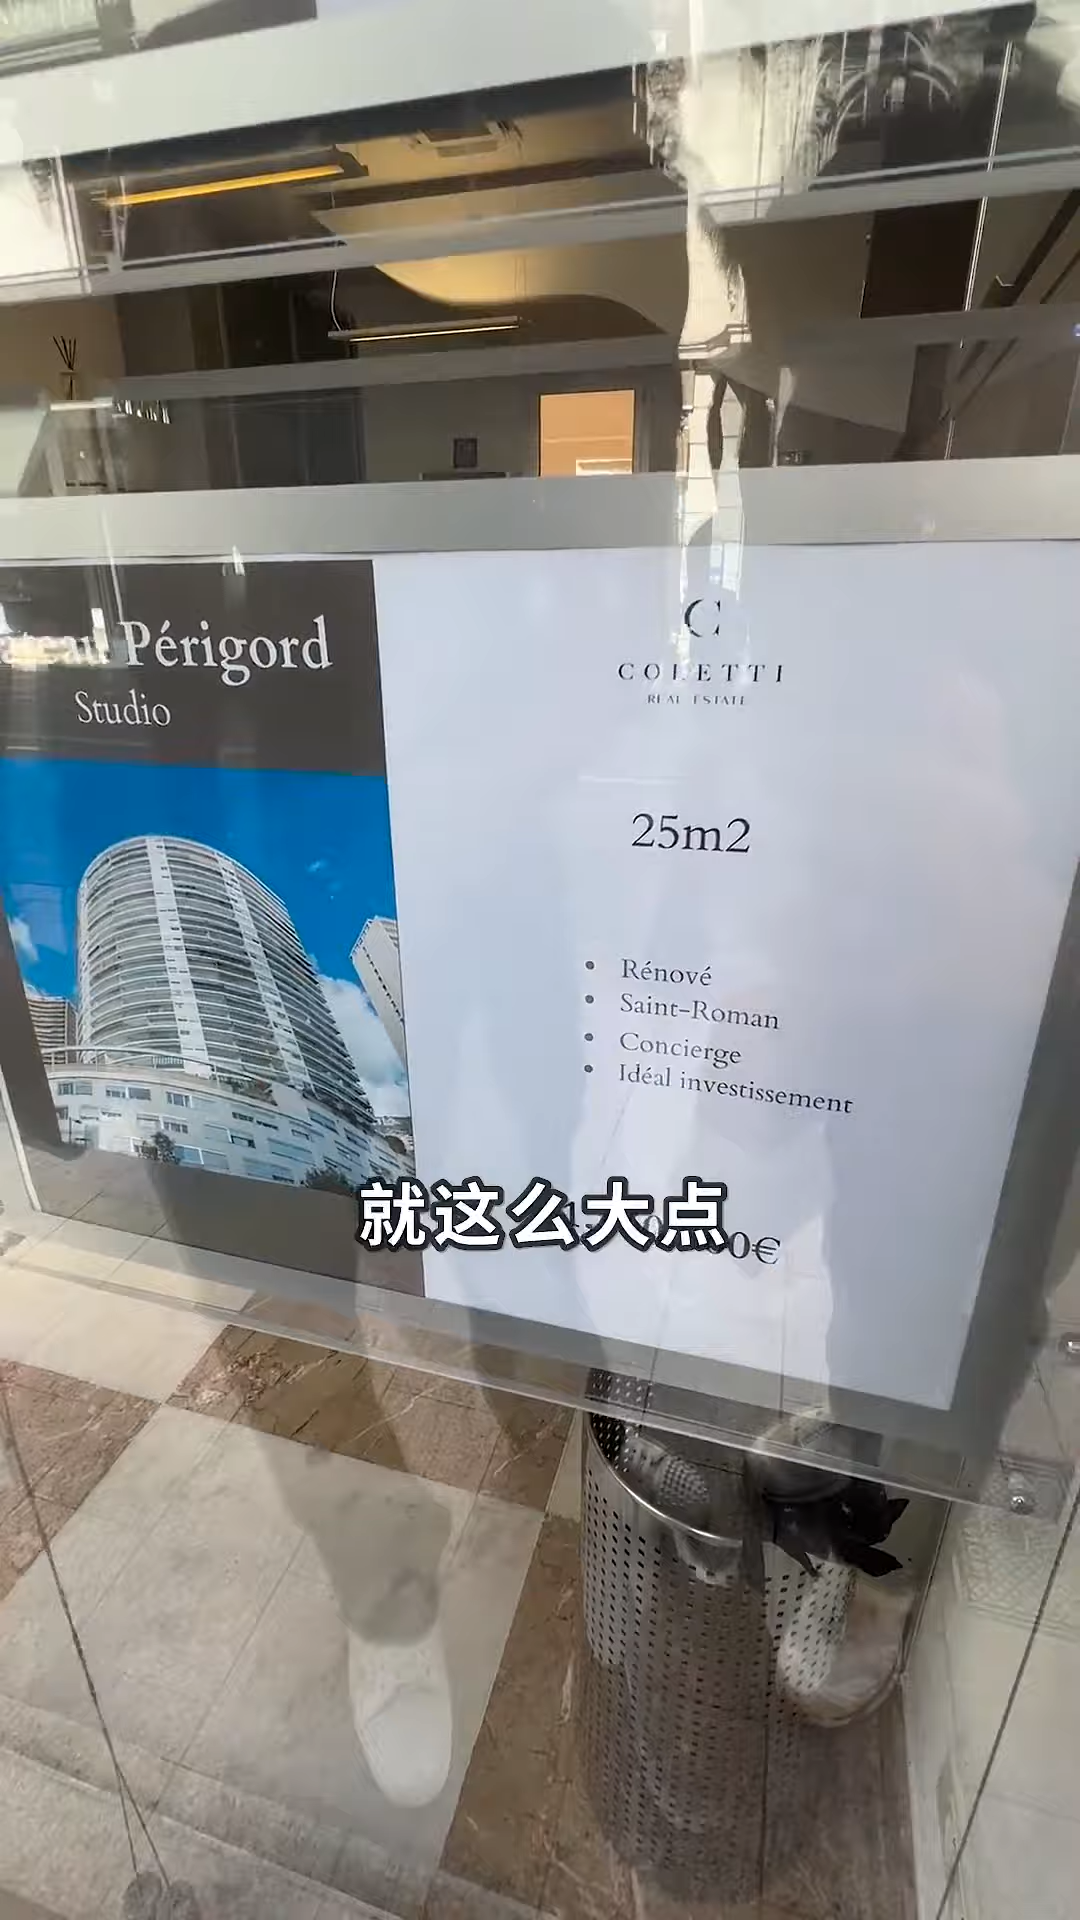 Périgord
Studio
C
COLETTI
REAL ESTATE
25m2
• Rénové
• Saint-Roman
• Concierge
• Idéal investissement
就这么大点